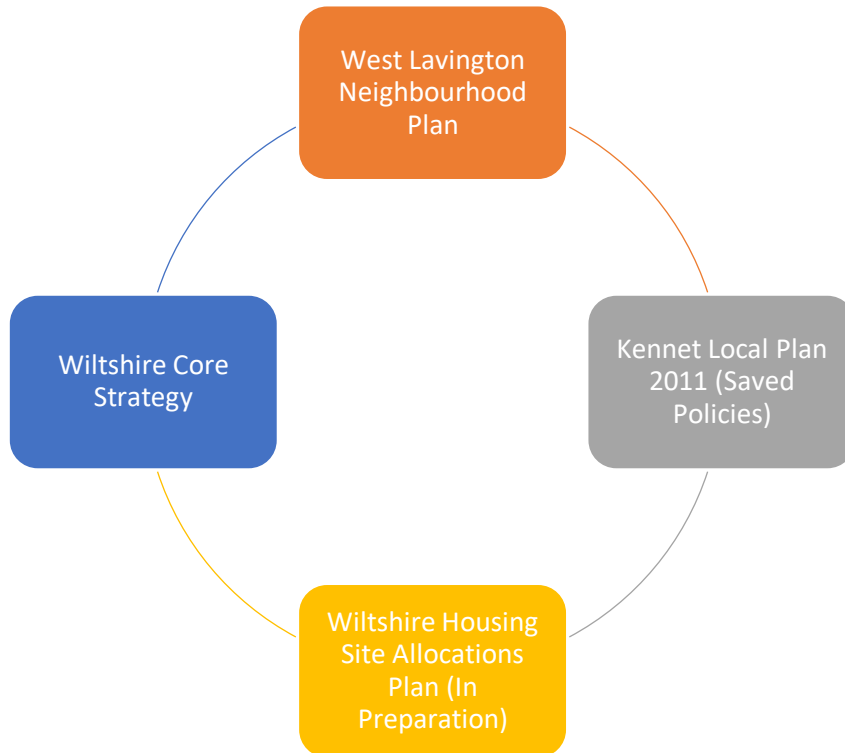 West Lavington
Neighbourhood
Plan
Wiltshire Core
Strategy
Kennet Local Plan
2011 (Saved
Policies)
Wiltshire Housing
Site Allocations
Plan (In
Preparation)